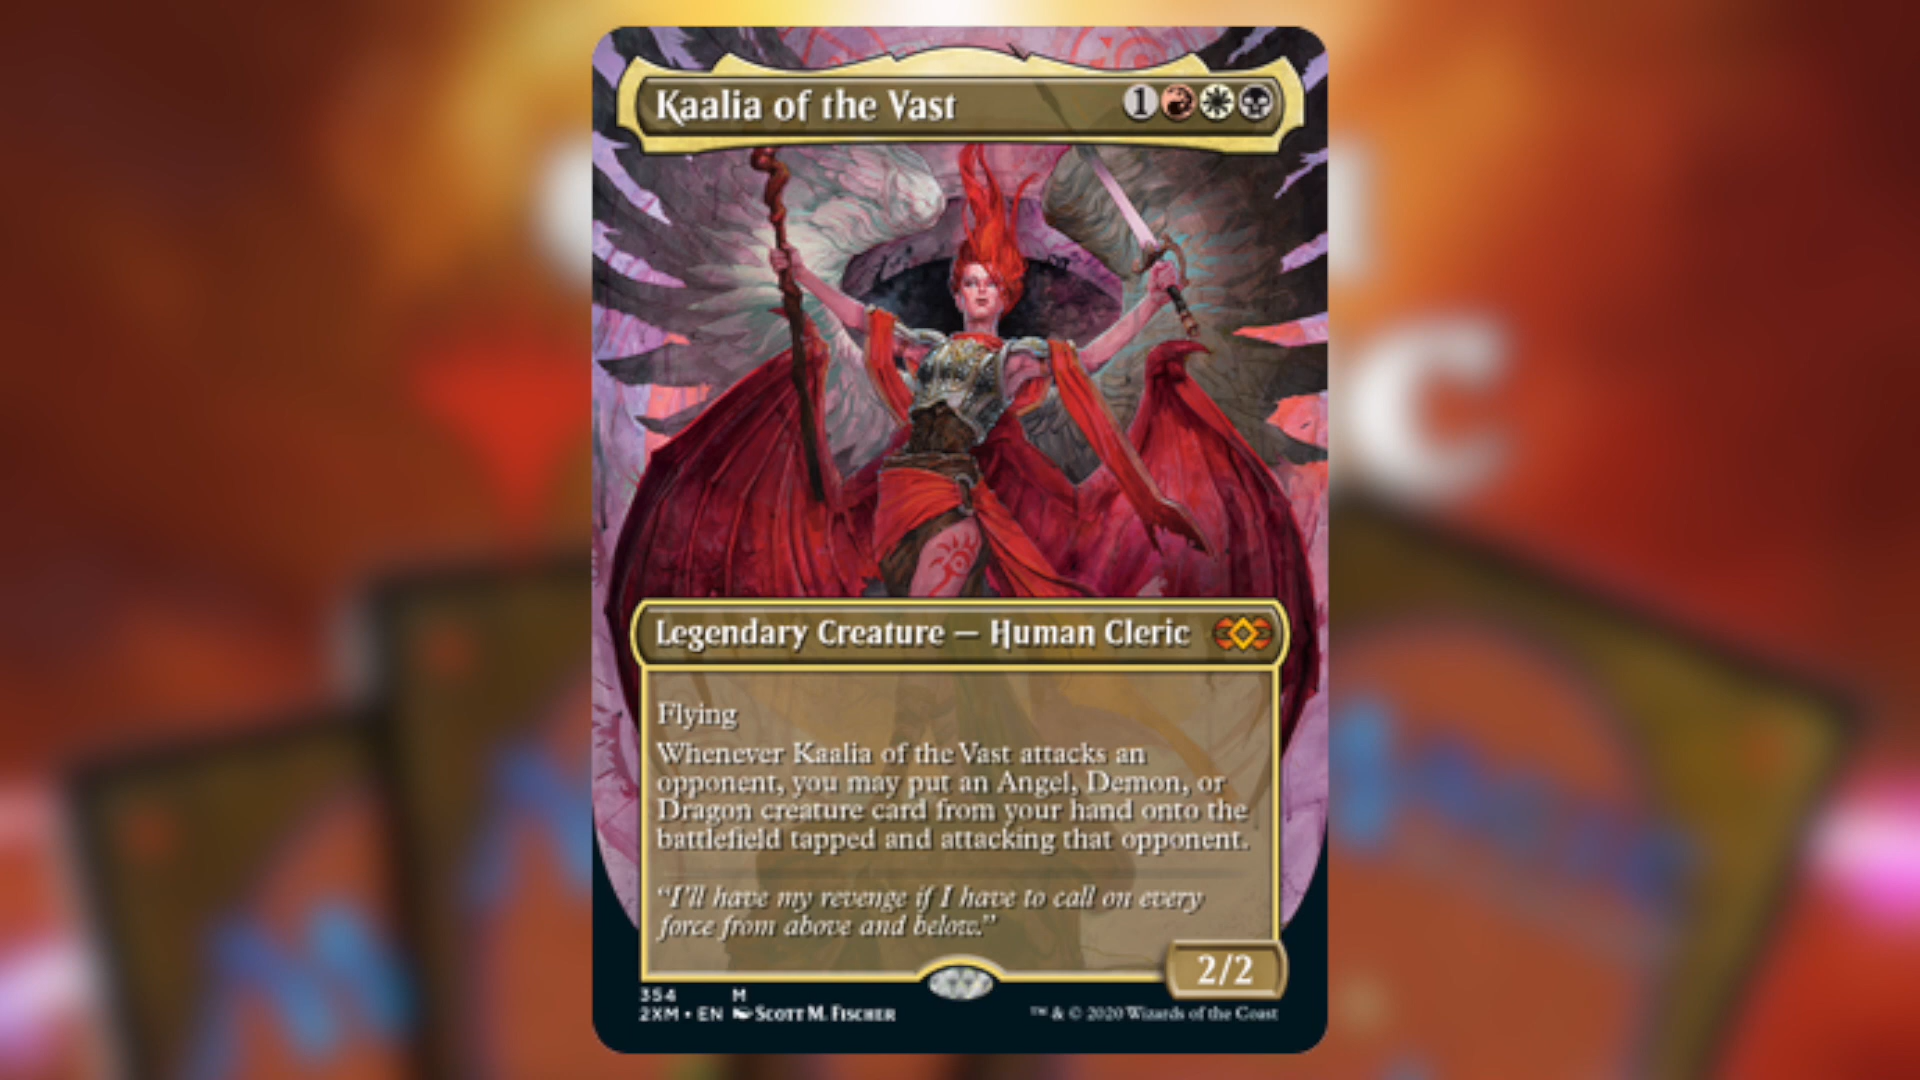 Kaalia of the Vast 1
Legendary Creature — Human Cleric
Flying
Whenever Kaalia of the Vast attacks an
opponent, you may put an Angel, Demon, or
Dragon creature card from your hand onto the
battlefield tapped and attacking that opponent.
“I’ll have my revenge if I have to call on every
force from above and below.”
2/2
354 M
2XM • EN Scott M. Fischer
™ & © 2020 Wizards of the Coast
C